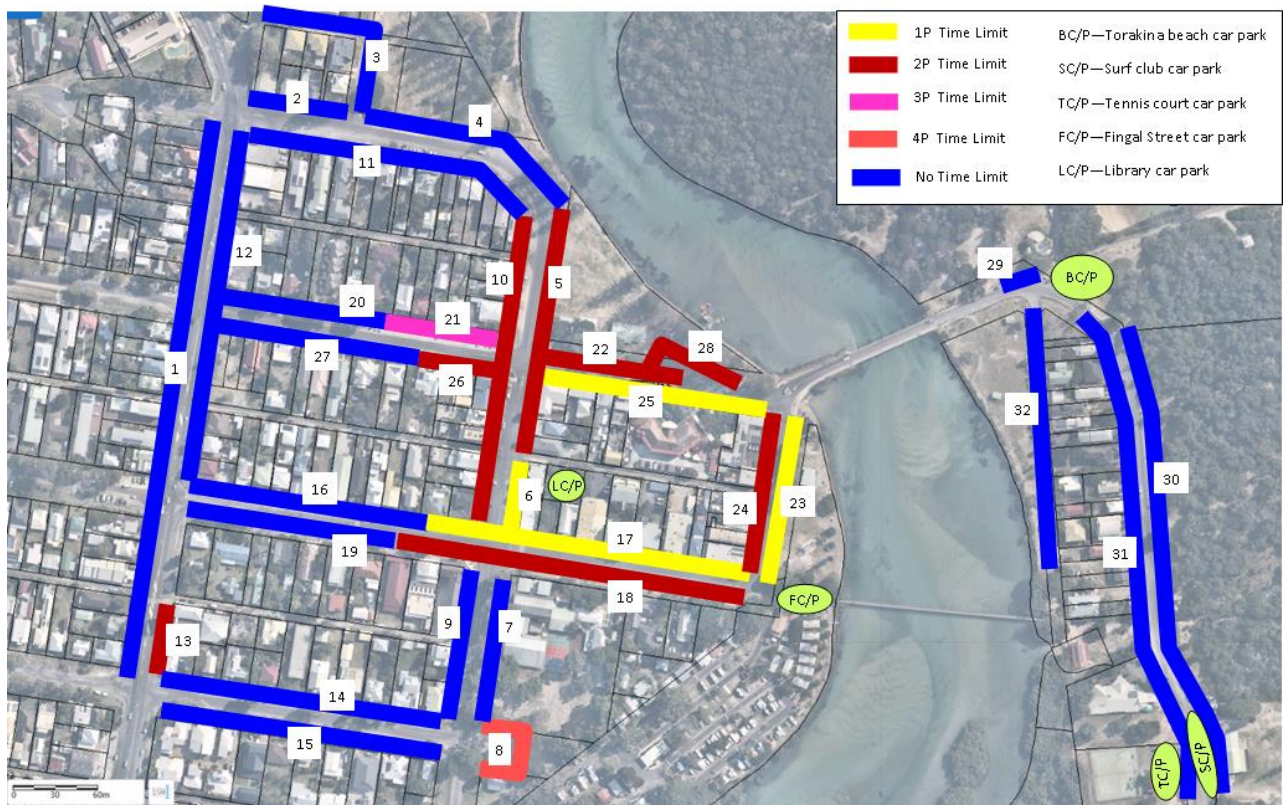 1P Time Limit
2P Time Limit
3P Time Limit
4P Time Limit
No Time Limit
BC/P—Torakina beach car park
SC/P—Surf club car park
TC/P—Tennis court car park
FC/P—Fingal Street car park
LC/P—Library car park
3
2
4
11
12
10
5
29
BC/P
20
21
22
28
27
26
1
25
32
16
6
LC/P
24
23
30
17
19
18
31
FC/P
13
9
7
14
15
8
TC/P
SC/P
0 30 60m